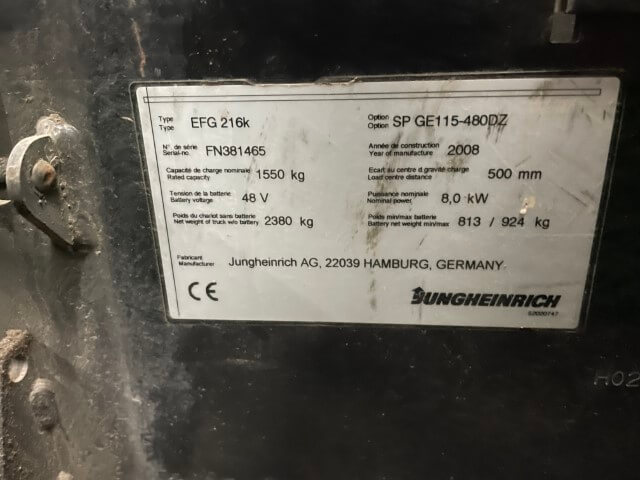 Type
Type EFG 216k
Option
Option SP GE115-480DZ
N°. de série
Serial-no. FN381465
Année de construction
Year of manufacture 2008
Capacité de charge nominale
Rated capacity 1550 kg
Ecart du centre d.gravité charge
Load centre distance 500 mm
Tension de la batterie
Battery voltage 48 V
Puissance nominale
Nominal power 8,0 kW
Poids du chariot sans batterie
Net weight of truck w/o battery 2380 kg
Poids min/max batterie
Battery net weight min/max 813 / 924 kg
Fabricant
Manufacturer Jungheinrich AG, 22039 HAMBURG, GERMANY
CE
JUNGHEINRICH
52020747
H02